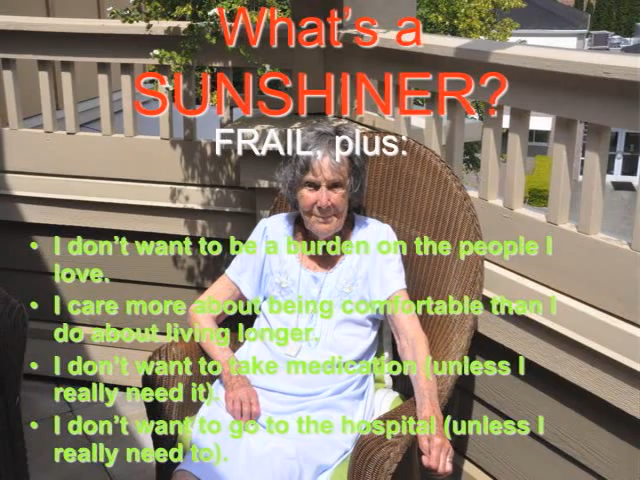 What’s a
SUNSHINER?
FRAIL, plus:
• I don’t want to be a burden on the people I
love.
• I care more about being comfortable than I
do about living longer.
• I don’t want to take medication (unless I
really need it).
• I don’t want to go to the hospital (unless I
really need to).